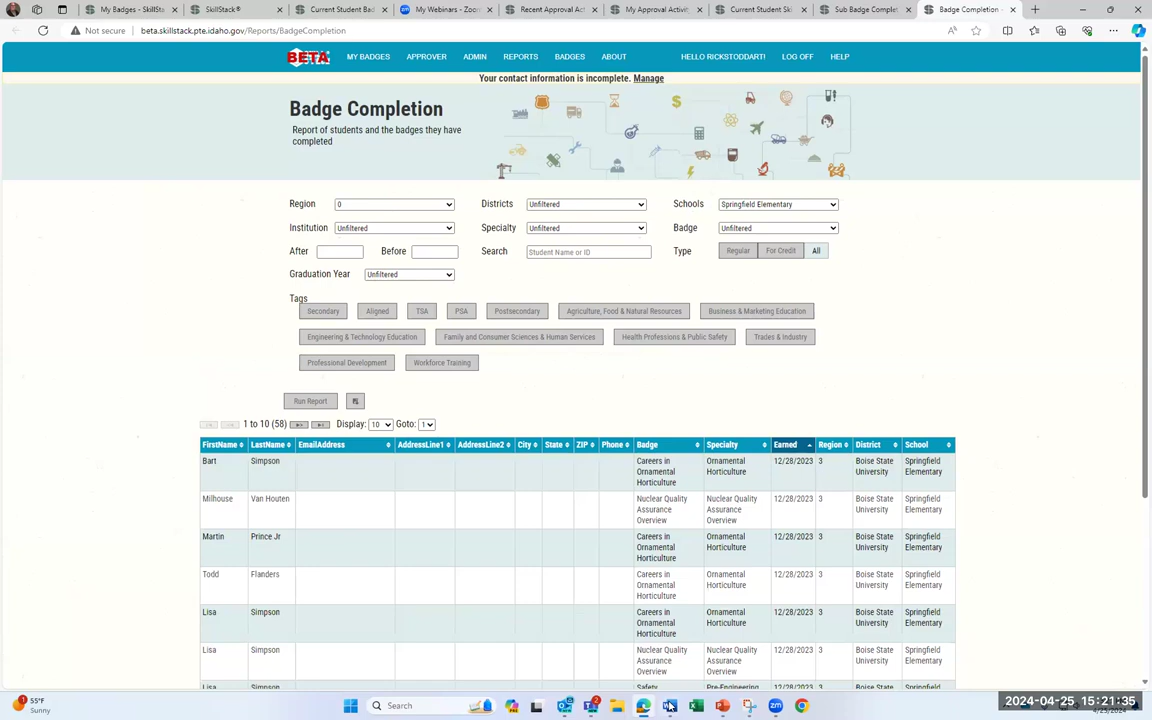 My Badges - SkillSta
SkillStack®
Current Student Bad
My Webinars - Zoom
Recent Approval Act
My Approval Activity
Current Student Ski
Sub Badge Complet
Badge Completion -
Not secure | beta.skillstack.pte.idaho.gov/Reports/BadgeCompletion
BETA MY BADGES APPROVER ADMIN REPORTS BADGES ABOUT HELLO RICKSTODDART! LOG OFF HELP
Your contact information is incomplete. Manage
Badge Completion
Report of students and the badges they have
completed
Region 0 Districts Unfiltered Schools Springfield Elementary
Institution Unfiltered Specialty Unfiltered Badge Unfiltered
After Before Search Student Name or ID Type Regular For Credit All
Graduation Year Unfiltered
Tags
Secondary Aligned TSA PSA Postsecondary Agriculture, Food & Natural Resources Business & Marketing Education
Engineering & Technology Education Family and Consumer Sciences & Human Services Health Professions & Public Safety Trades & Industry
Professional Development Workforce Training
Run Report
1 to 10 (58) Display: 10 Goto: 1
FirstName LastName EmailAddress AddressLine1 AddressLine2 City State ZIP Phone Badge Specialty Earned Region District School
Bart Simpson Careers in Ornamental 12/28/2023 3 Boise State Springfield
Ornamental Horticulture University Elementary
Horticulture
Milhouse Van Houten Nuclear Quality Nuclear Quality 12/28/2023 3 Boise State Springfield
Assurance Assurance University Elementary
Overview Overview
Martin Prince Jr Careers in Ornamental 12/28/2023 3 Boise State Springfield
Ornamental Horticulture University Elementary
Horticulture
Todd Flanders Careers in Ornamental 12/28/2023 3 Boise State Springfield
Ornamental Horticulture University Elementary
Horticulture
Lisa Simpson Careers in Ornamental 12/28/2023 3 Boise State Springfield
Ornamental Horticulture University Elementary
Horticulture
Lisa Simpson Nuclear Quality Nuclear Quality 12/28/2023 3 Boise State Springfield
Assurance Assurance University Elementary
Overview Overview
Lisa Simpson Safety Pre-Engineering 12/28/2023 3 Boise State Springfield
55°F
Sunny
Search
2024-04-25 15:21:35